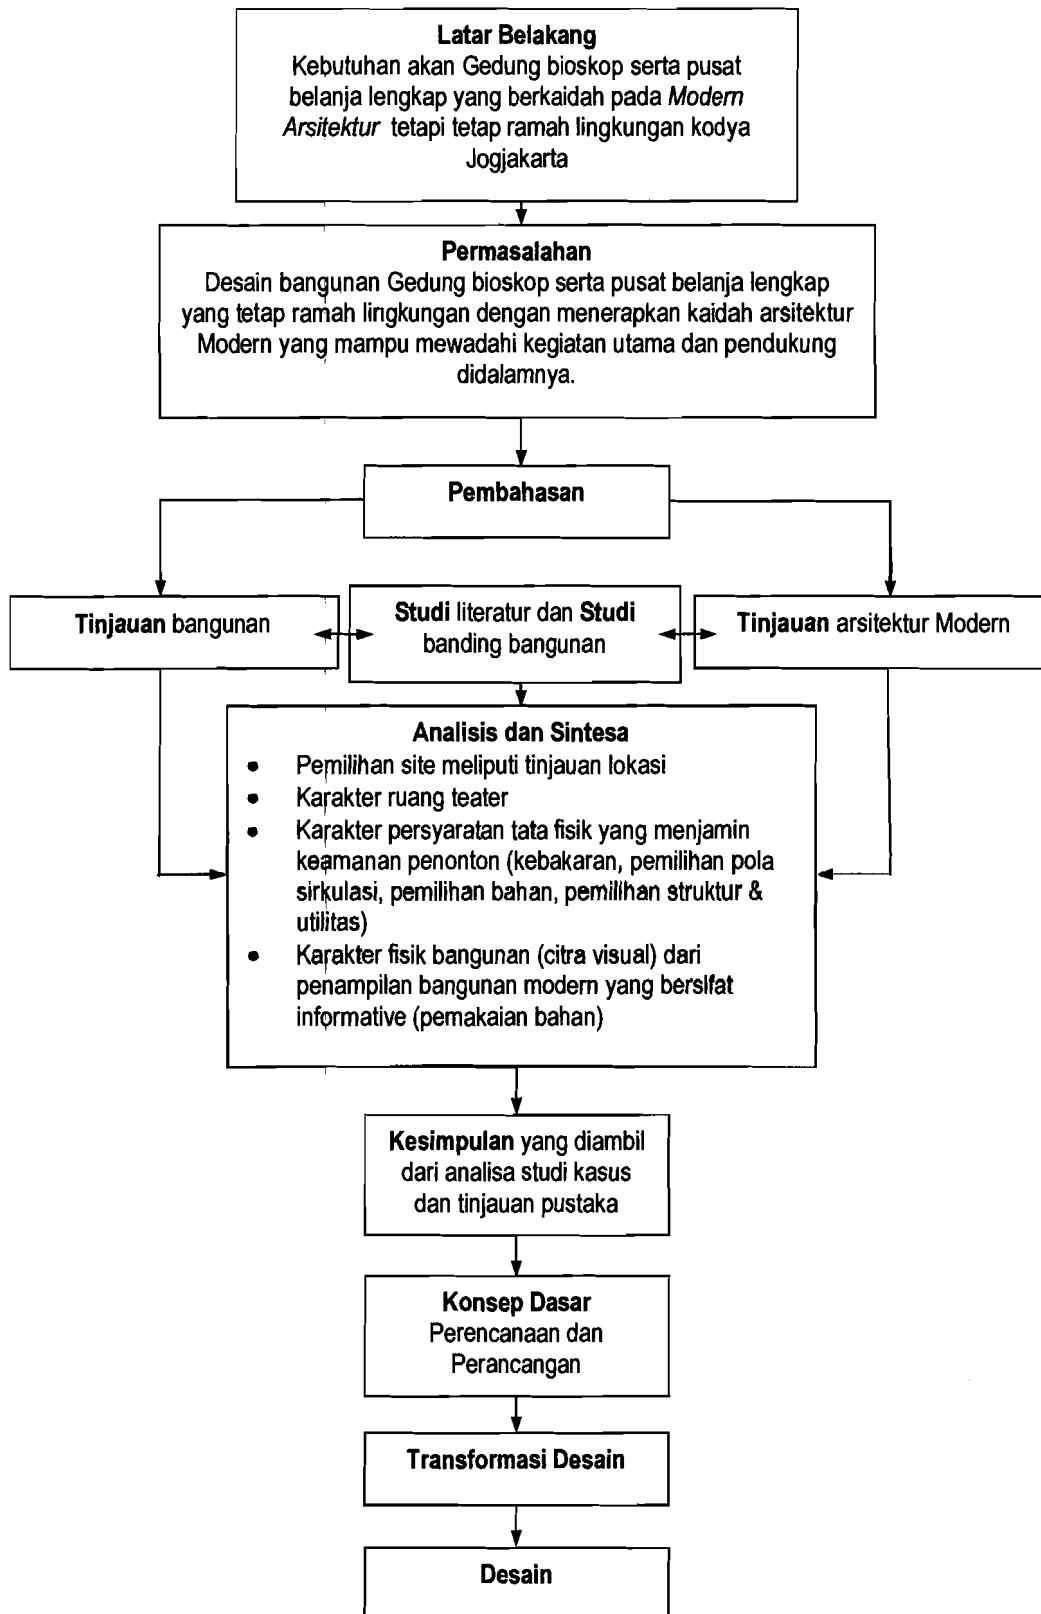 Latar Belakang
Kebutuhan akan Gedung bioskop serta pusat
belanja lengkap yang berkaidah pada Modern
Arsitektur tetapi tetap ramah lingkungan kodya
Jogjakarta
Permasalahan
Desain bangunan Gedung bioskop serta pusat belanja lengkap
yang tetap ramah lingkungan dengan menerapkan kaidah arsitektur
Modern yang mampu mewadahi kegiatan utama dan pendukung
didalamnya.
Pembahasan
Tinjauan bangunan
Studi literatur dan Studi
banding bangunan
Tinjauan arsitektur Modern
Analisis dan Sintesa
• Pemilihan site meliputi tinjauan lokasi
• Karakter ruang teater
• Karakter persyaratan tata fisik yang menjamin
keamanan penonton (kebakaran, pemilihan pola
sirkulasi, pemilihan bahan, pemilihan struktur &
utilitas)
• Karakter fisik bangunan (citra visual) dari
penampilan bangunan modern yang bersifat
informative (pemakaian bahan)
Kesimpulan yang diambil
dari analisa studi kasus
dan tinjauan pustaka
Konsep Dasar
Perencanaan dan
Perancangan
Transformasi Desain
Desain